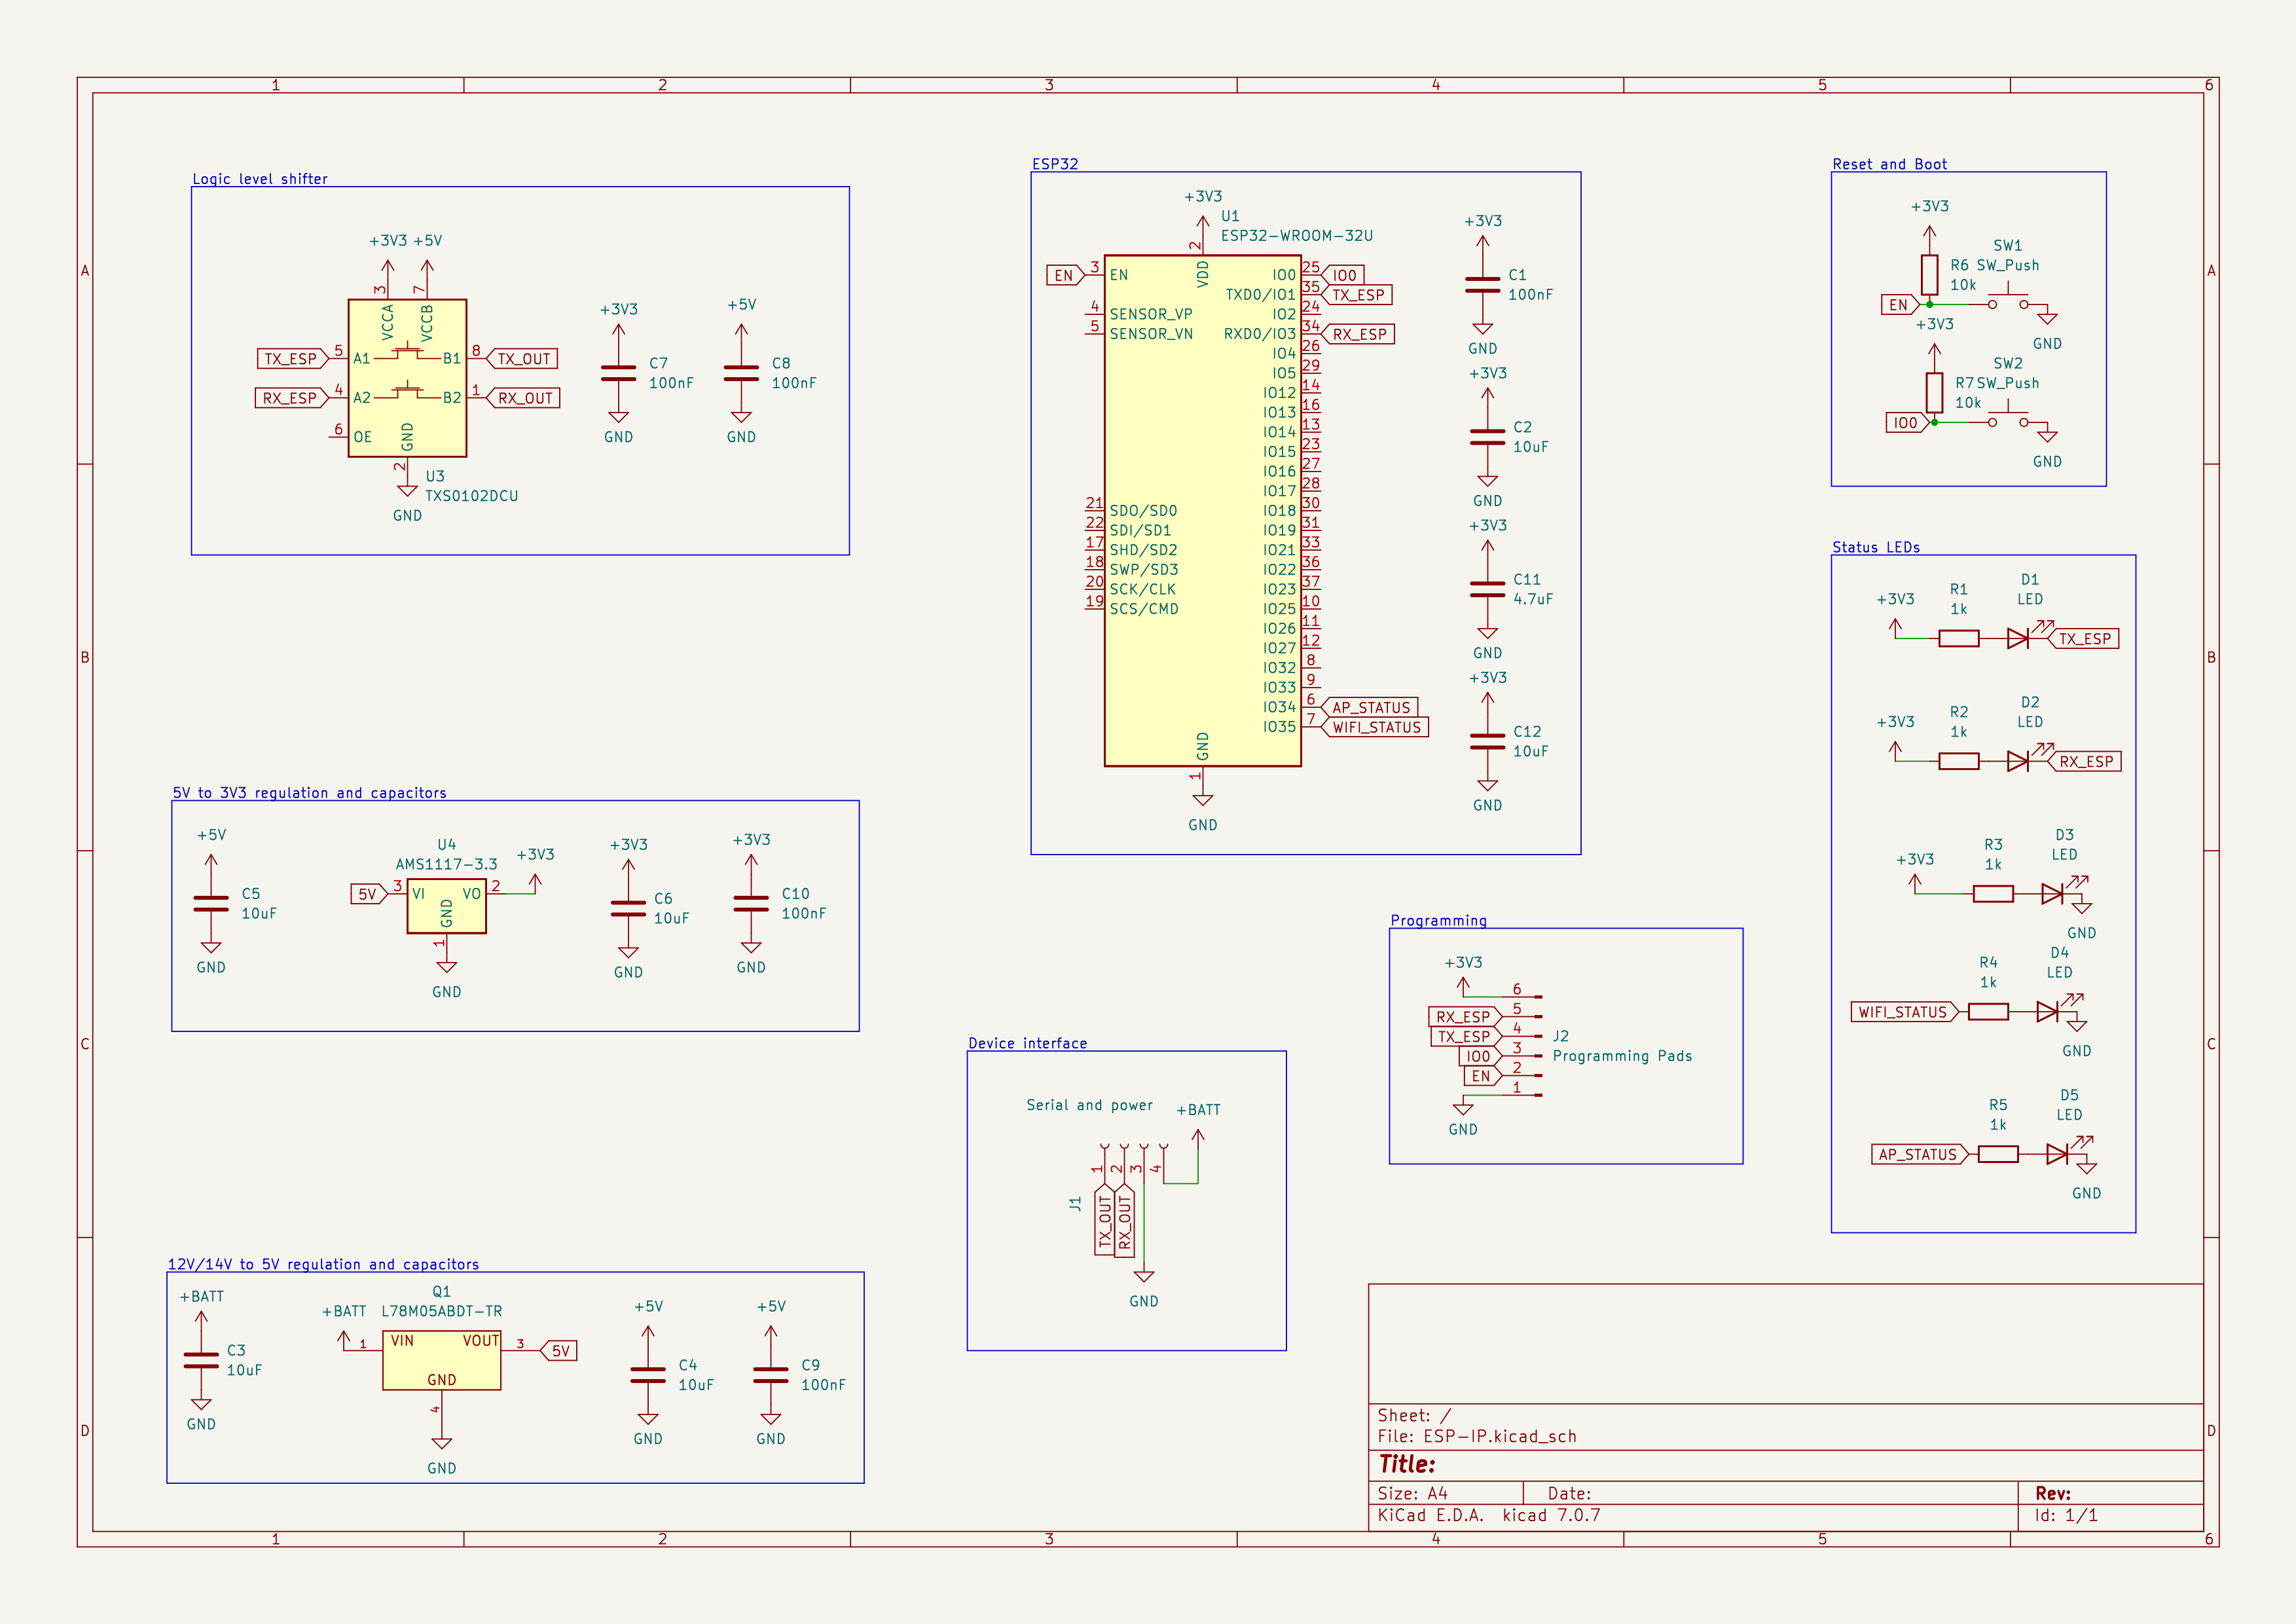 1 2 3 4 5 6
A
B
C
D
A
B
C
D
Logic level shifter
+3V3 +5V
3 7
VCCA VCCB
TX_ESP 5 A1 B1 8 TX_OUT
RX_ESP 4 A2 B2 1 RX_OUT
6 OE
GND
2
U3
TXS0102DCU
GND
+3V3
C7
100nF
GND
+5V
C8
100nF
GND
ESP32
+3V3
U1
ESP32-WROOM-32U
2
VDD
EN 3 EN
4 SENSOR_VP
5 SENSOR_VN
21 SDO/SD0
22 SDI/SD1
17 SHD/SD2
18 SWP/SD3
20 SCK/CLK
19 SCS/CMD
IO0 25 IO0
TXD0/IO1 35 TX_ESP
IO2 24
RXD0/IO3 34 RX_ESP
IO4 26
IO5 29
IO12 14
IO13 16
IO14 13
IO15 23
IO16 27
IO17 28
IO18 30
IO19 31
IO21 33
IO22 36
IO23 37
IO25 10
IO26 11
IO27 12
IO32 8
IO33 9
IO34 6 AP_STATUS
IO35 7 WIFI_STATUS
GND
1
GND
+3V3
C1
100nF
GND
+3V3
C2
10uF
GND
+3V3
C11
4.7uF
GND
+3V3
C12
10uF
GND
Reset and Boot
+3V3
SW1
R6 SW_Push
10k
EN
GND
+3V3
SW2
R7 SW_Push
10k
IO0
GND
Status LEDs
+3V3
R1
1k
D1
LED
TX_ESP
+3V3
R2
1k
D2
LED
RX_ESP
+3V3
R3
1k
D3
LED
GND
R4
1k
D4
LED
WIFI_STATUS
GND
R5
1k
D5
LED
AP_STATUS
GND
5V to 3V3 regulation and capacitors
+5V
C5
10uF
GND
U4
AMS1117-3.3
+3V3
5V 3 VI VO 2
GND
1
GND
+3V3
C6
10uF
GND
+3V3
C10
100nF
GND
Programming
+3V3
6
RX_ESP 5
TX_ESP 4
IO0 3
EN 2
1
J2
Programming Pads
GND
Device interface
Serial and power
+BATT
1 2 3 4
J1
TX_OUT
RX_OUT
GND
12V/14V to 5V regulation and capacitors
+BATT
C3
10uF
GND
Q1
+BATT L78M05ABDT-TR
1 VIN VOUT 3 5V
GND
4
GND
+5V
C4
10uF
GND
+5V
C9
100nF
GND
Sheet: /
File: ESP-IP.kicad_sch
Title:
Size: A4 Date: Rev:
KiCad E.D.A. kicad 7.0.7 Id: 1/1
1 2 3 4 5 6